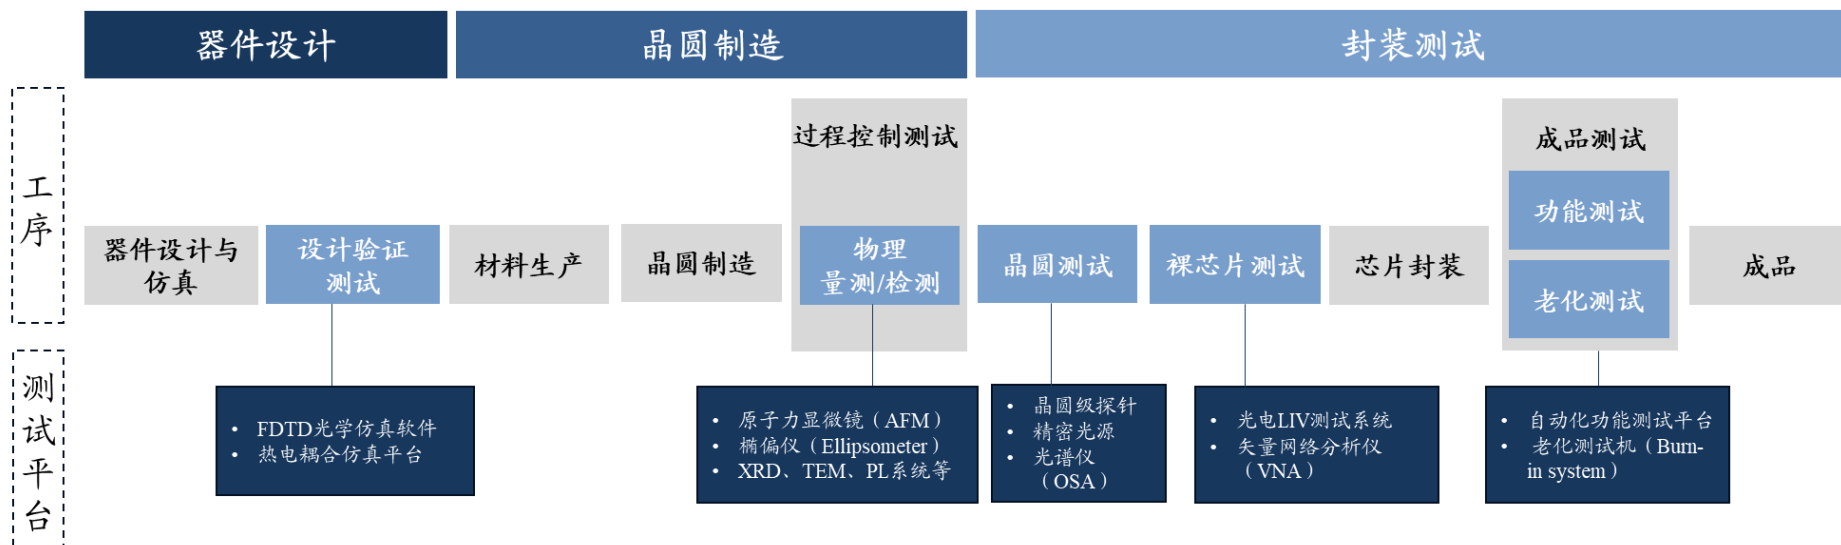 器件设计
晶圆制造
封装测试
工
序
过程控制测试
成品测试
器件设计与
仿真
设计验证
测试
材料生产
晶圆制造
物理
量测/检测
晶圆测试
裸芯片测试
芯片封装
功能测试
老化测试
成品
测
试
平
台
• FDTD光学仿真软件
• 热电耦合仿真平台
• 原子力显微镜（AFM）
• 椭偏仪（Ellipsometer）
• XRD、TEM、PL系统等
• 晶圆级探针
• 精密光源
• 光谱仪
（OSA）
• 光电LIV测试系统
• 矢量网络分析仪
（VNA）
• 自动化功能测试平台
• 老化测试机（Burn-
in system）